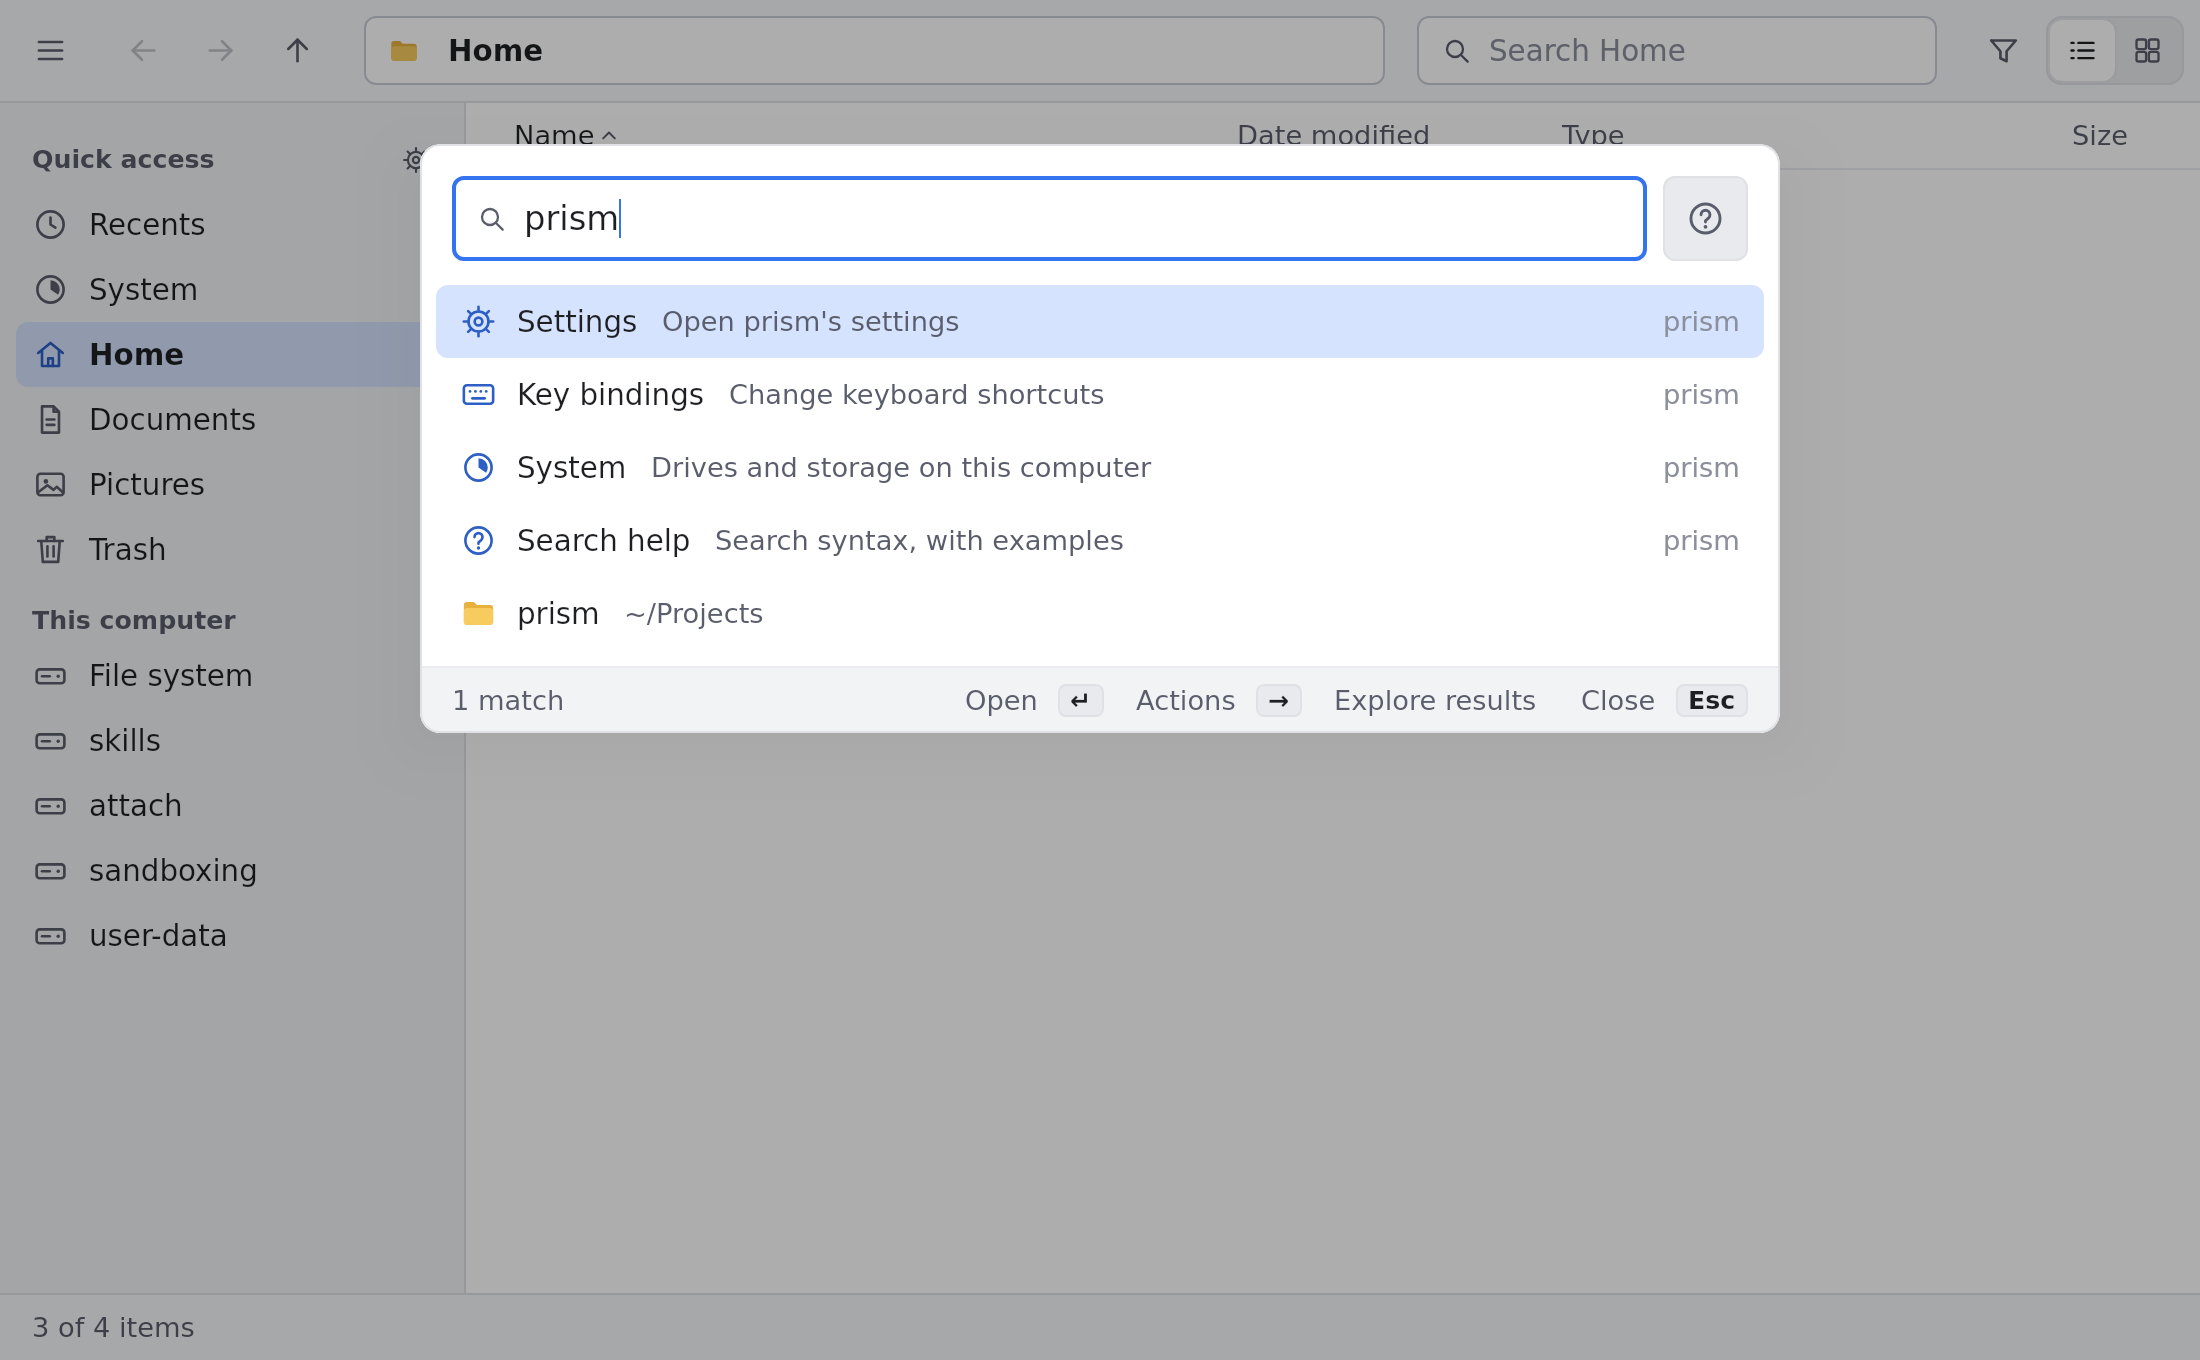 Home
Search Home
Quick access
Recents
System
Home
Documents
Pictures
Trash
This computer
File system
skills
attach
sandboxing
user-data
Name
Date modified
Type
Size
prism
Settings Open prism's settings prism
Key bindings Change keyboard shortcuts prism
System Drives and storage on this computer prism
Search help Search syntax, with examples prism
prism ~/Projects
1 match Open ↵ Actions → Explore results Close Esc
3 of 4 items